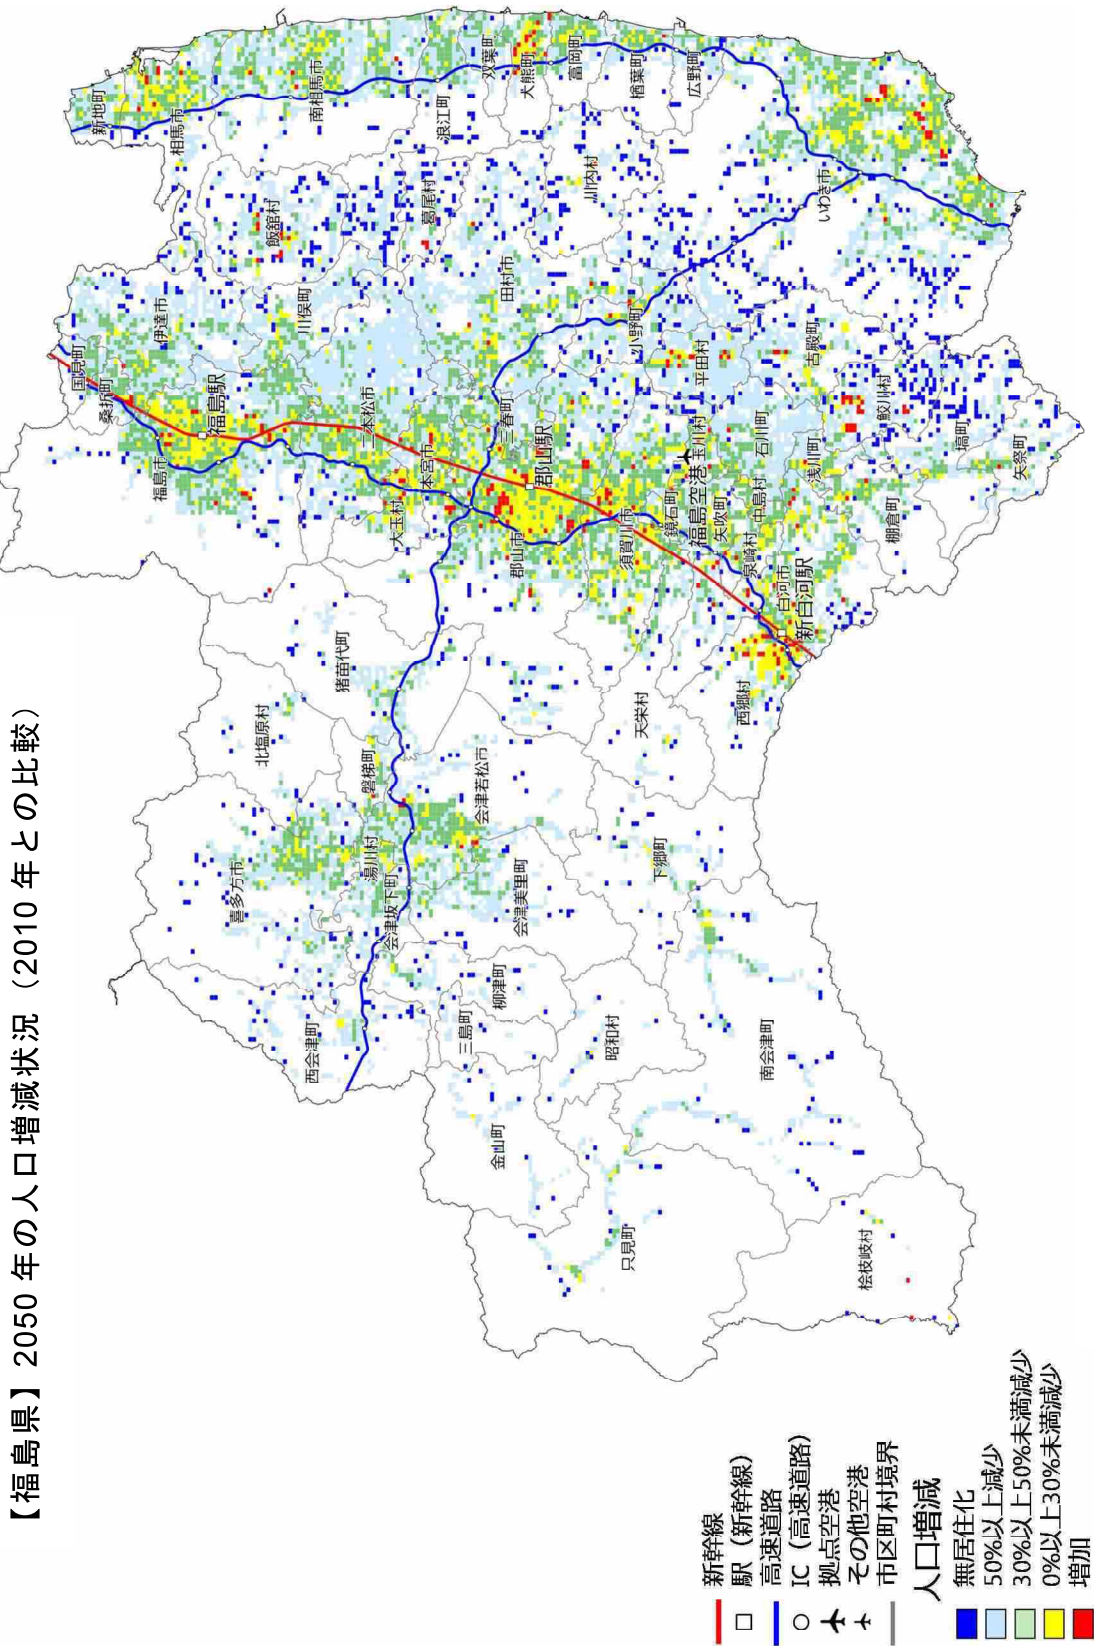 【福島県】2050 年の人口増減状況（2010 年との比較）
新地町
相馬市
南相馬市
飯舘村
浪江町
葛尾村
双葉町
大熊町
富岡町
川内村
楢葉町
広野町
いわき市
国見町
桑折町
伊達市
福島駅
福島市
川俣町
二本松市
本宮市
大玉村
田村市
三春町
郡山駅
郡山市
小野町
須賀川市
鏡石町
平田村
玉川村
福島空港
矢吹町
石川町
古殿町
泉崎村
中島村
浅川町
鮫川村
白河市
新白河駅
棚倉町
塙町
矢祭町
西郷村
天栄村
猪苗代町
北塩原村
磐梯町
会津若松市
喜多方市
湯川村
会津坂下町
会津美里町
下郷町
西会津町
柳津町
三島町
昭和村
金山町
南会津町
只見町
桧枝岐村
新幹線
駅（新幹線）
高速道路
IC（高速道路）
拠点空港
その他空港
市区町村境界
人口増減
無居住化
50%以上減少
30%以上50%未満減少
0%以上30%未満減少
増加